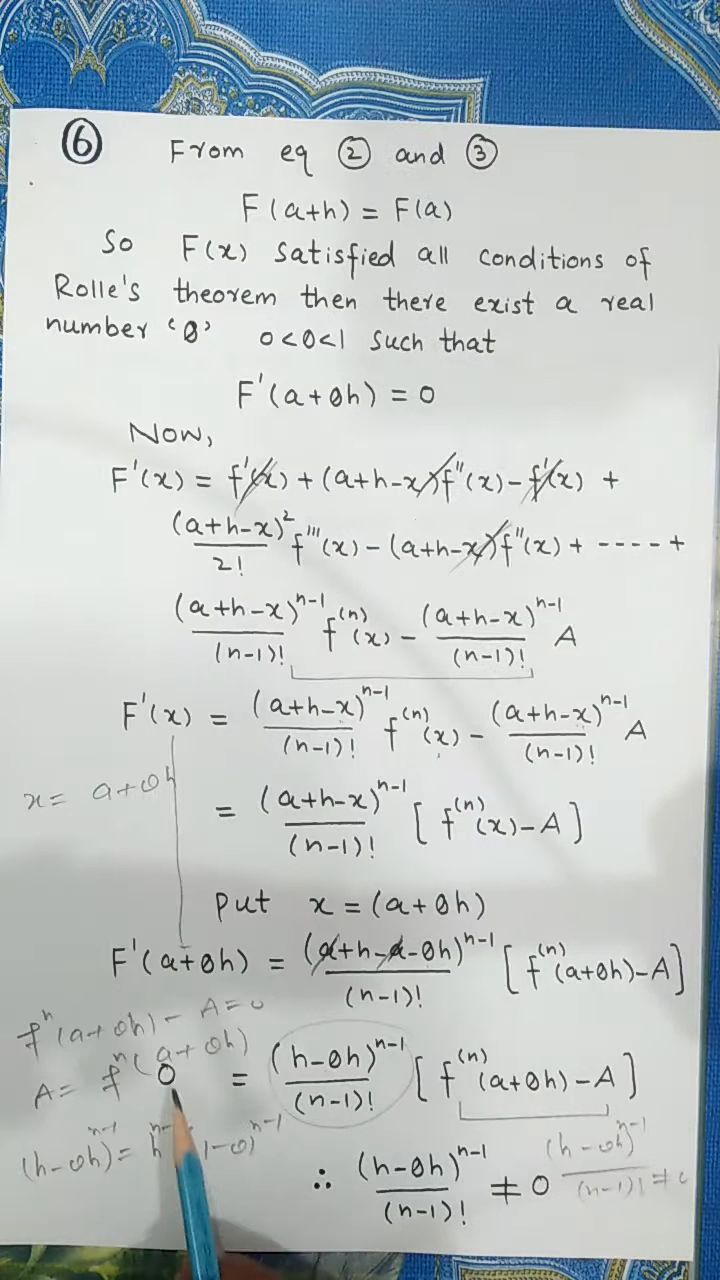 ⑥ From eq ② and ③
F(a+h) = F(a)
So F(x) satisfied all conditions of
Rolle's theorem then there exist a real
number 'θ' 0<θ<1 such that
F'(a+θh) = 0
Now,
F'(x) = f'(x) + (a+h-x)f''(x) - f'(x) +
(a+h-x)²/2! f'''(x) - (a+h-x)f''(x) + ---- +
(a+h-x)ⁿ⁻¹/(n-1)! f⁽ⁿ⁾(x) - (a+h-x)ⁿ⁻¹/(n-1)! A
F'(x) = (a+h-x)ⁿ⁻¹/(n-1)! f⁽ⁿ⁾(x) - (a+h-x)ⁿ⁻¹/(n-1)! A
x = a+θh
= (a+h-x)ⁿ⁻¹/(n-1)! [f⁽ⁿ⁾(x)-A]
put x = (a+θh)
F'(a+θh) = (a+h-a-θh)ⁿ⁻¹/(n-1)! [f⁽ⁿ⁾(a+θh)-A]
fⁿ(a+θh) - A = 0
A = fⁿ(a+θh)
0 = (h-θh)ⁿ⁻¹/(n-1)! [f⁽ⁿ⁾(a+θh)-A]
(h-θh)ⁿ⁻¹ = h 1-θ)ⁿ⁻¹
∴ (h-θh)ⁿ⁻¹/(n-1)! ≠ 0 (h-θh)ⁿ⁻¹/(n-1)! ≠ 0